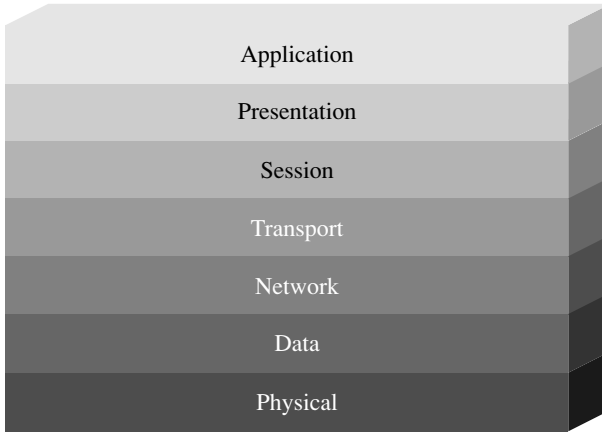 Application
Presentation
Session
Transport
Network
Data
Physical